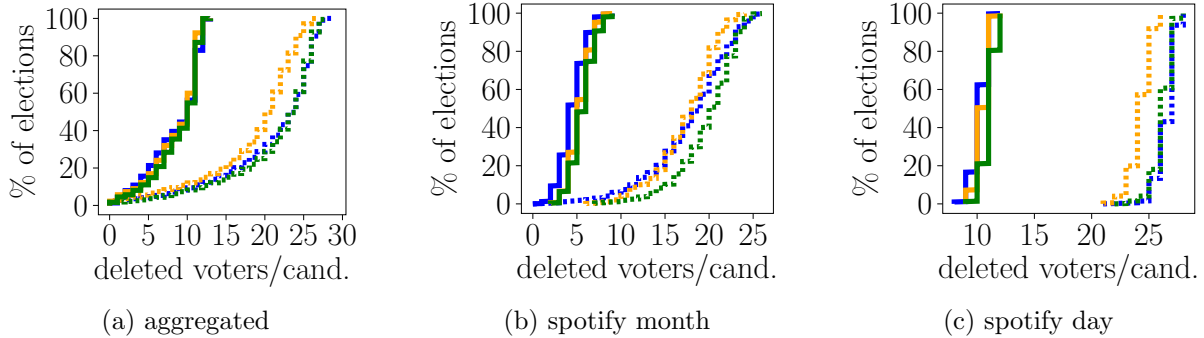 100
80
60
40
20
0
% of elections
0 5 10 15 20 25 30
deleted voters/cand.
(a) aggregated
100
80
60
40
20
0
% of elections
0 5 10 15 20 25
deleted voters/cand.
(b) spotify month
100
80
60
40
20
0
% of elections
10 15 20 25
deleted voters/cand.
(c) spotify day